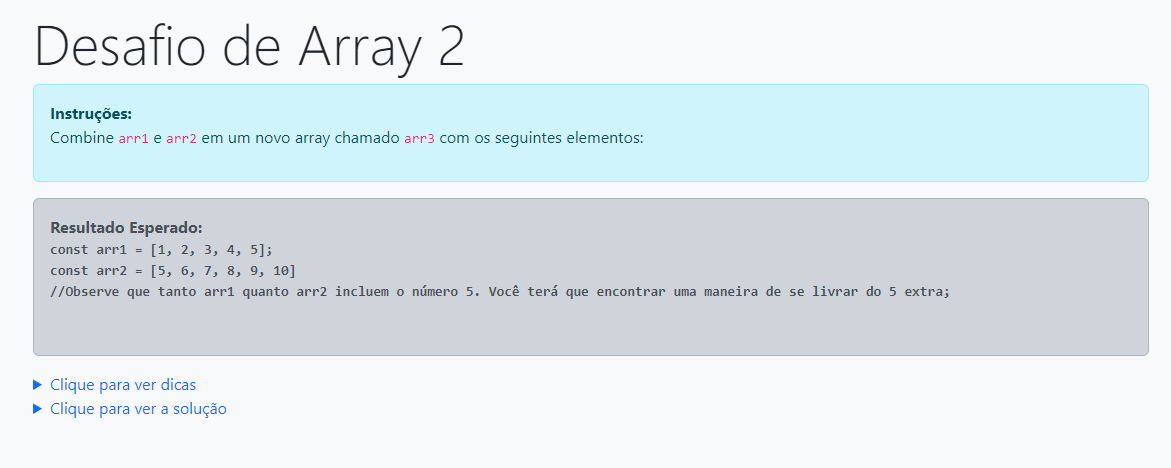 Desafio de Array 2
Instruções:
Combine arr1 e arr2 em um novo array chamado arr3 com os seguintes elementos:
Resultado Esperado:
const arr1 = [1, 2, 3, 4, 5];
const arr2 = [5, 6, 7, 8, 9, 10]
//Observe que tanto arr1 quanto arr2 incluem o número 5. Você terá que encontrar uma maneira de se livrar do 5 extra;
Clique para ver dicas
Clique para ver a solução